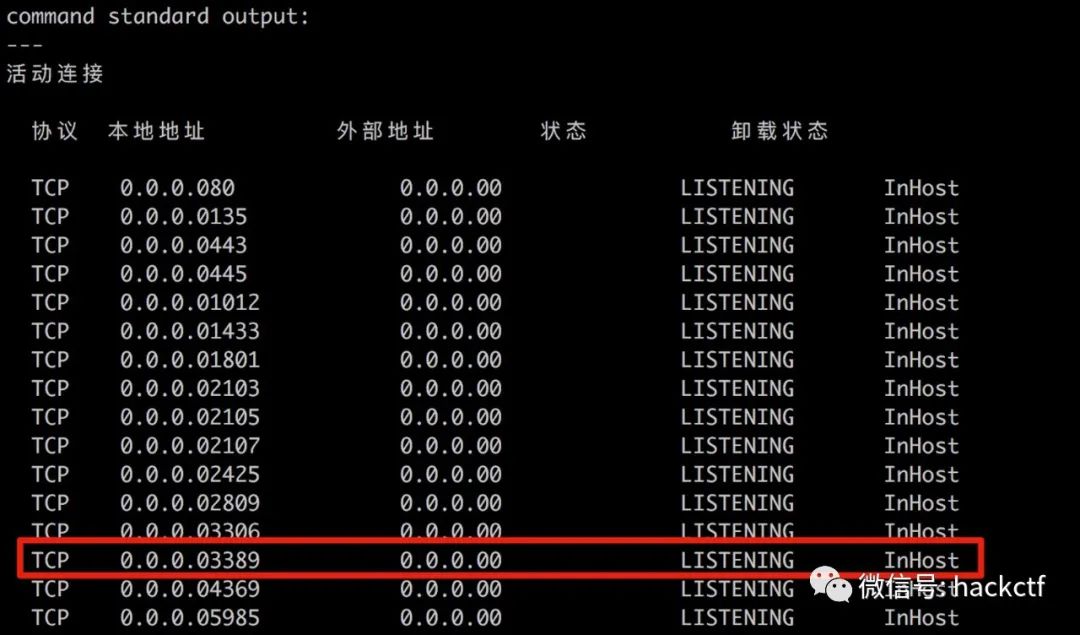 command standard output:
---
活动连接
协议 本地地址 外部地址 状态 卸载状态
TCP 0.0.0.080 0.0.0.00 LISTENING InHost
TCP 0.0.0.0135 0.0.0.00 LISTENING InHost
TCP 0.0.0.0443 0.0.0.00 LISTENING InHost
TCP 0.0.0.0445 0.0.0.00 LISTENING InHost
TCP 0.0.0.01012 0.0.0.00 LISTENING InHost
TCP 0.0.0.01433 0.0.0.00 LISTENING InHost
TCP 0.0.0.01801 0.0.0.00 LISTENING InHost
TCP 0.0.0.02103 0.0.0.00 LISTENING InHost
TCP 0.0.0.02105 0.0.0.00 LISTENING InHost
TCP 0.0.0.02107 0.0.0.00 LISTENING InHost
TCP 0.0.0.02425 0.0.0.00 LISTENING InHost
TCP 0.0.0.02809 0.0.0.00 LISTENING InHost
TCP 0.0.0.03306 0.0.0.00 LISTENING InHost
TCP 0.0.0.03389 0.0.0.00 LISTENING InHost
TCP 0.0.0.04369 0.0.0.00 LISTENING InHost
微信号: hackctf
TCP 0.0.0.05985 0.0.0.00 LISTENING InHost